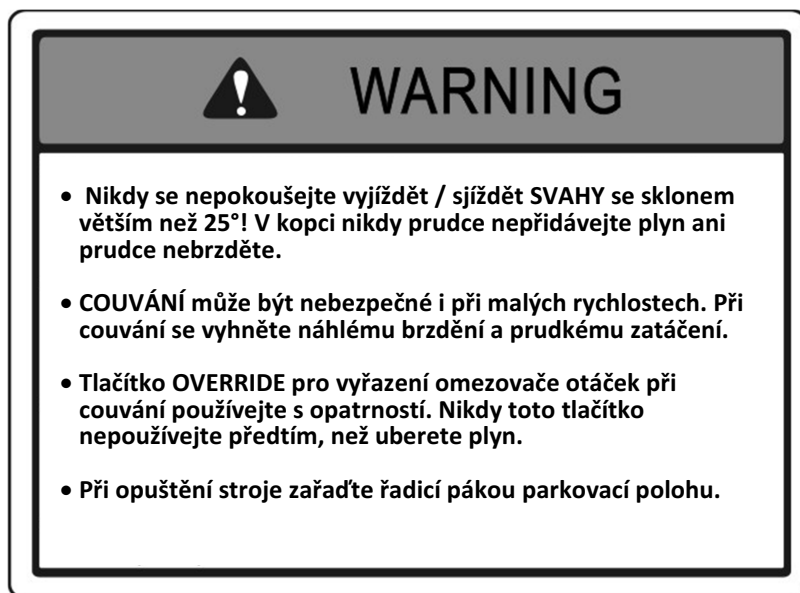 WARNING
• Nikdy se nepokoušejte vyjíždět / sjíždět SVAHY se sklonem
větším než 25°! V kopci nikdy prudce nepřidávejte plyn ani
prudce nebrzděte.
• COUVÁNÍ může být nebezpečné i při malých rychlostech. Při
couvání se vyhněte náhlému brzdění a prudkému zatáčení.
• Tlačítko OVERRIDE pro vyřazení omezovače otáček při
couvání používejte s opatrností. Nikdy toto tlačítko
nepoužívejte předtím, než uberete plyn.
• Při opuštění stroje zařaďte řadicí pákou parkovací polohu.